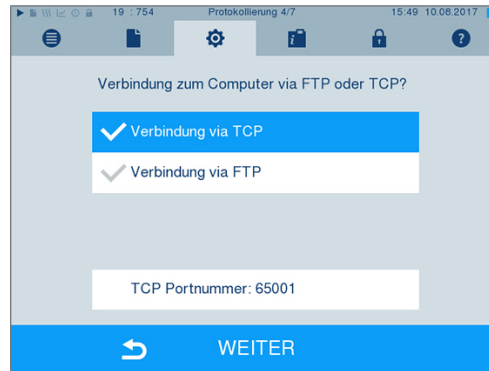 19 : 754 Protokollierung 4/7 15:49 10.08.2017
Verbindung zum Computer via FTP oder TCP?
Verbindung via TCP
Verbindung via FTP
TCP Portnummer: 65001
WEITER